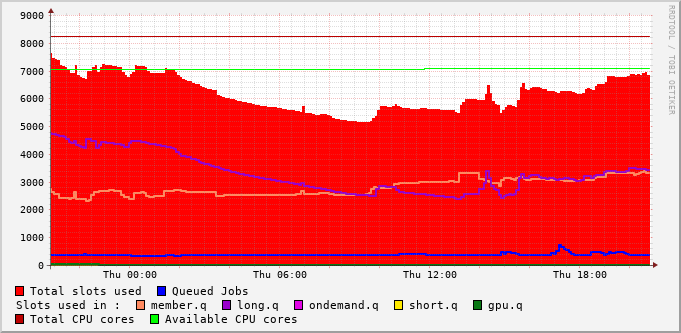 9000
8000
7000
6000
5000
4000
3000
2000
1000
0
Thu 00:00 Thu 06:00 Thu 12:00 Thu 18:00
RRDTOOL / TOBI OETIKER
Total slots used Queued Jobs
Slots used in : member.q long.q ondemand.q short.q gpu.q
Total CPU cores Available CPU cores